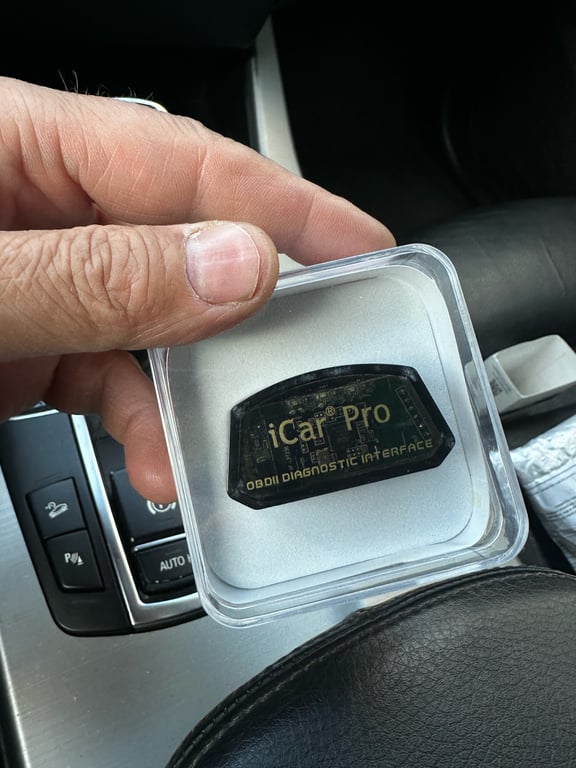 iCar® Pro
OBDII DIAGNOSTIC INTERFACE
P
AUTO H